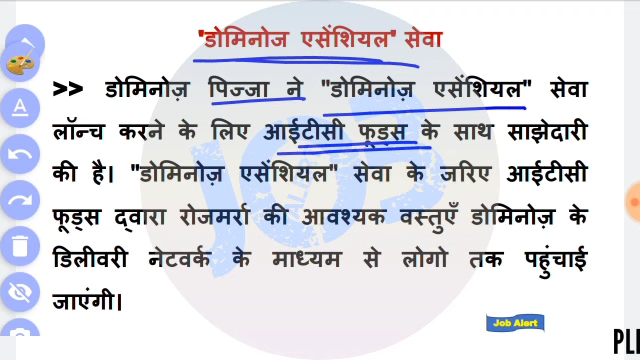 "डोमिनोज एसेंशियल" सेवा
>> डोमिनोज़ पिज्जा ने "डोमिनोज़ एसेंशियल" सेवा
लॉन्च करने के लिए आईटीसी फूड्स के साथ साझेदारी
की है। "डोमिनोज़ एसेंशियल" सेवा के जरिए आईटीसी
फूड्स द्वारा रोजमर्रा की आवश्यक वस्तुएँ डोमिनोज़ के
डिलीवरी नेटवर्क के माध्यम से लोगो तक पहुंचाई
जाएंगी।
Job Alert